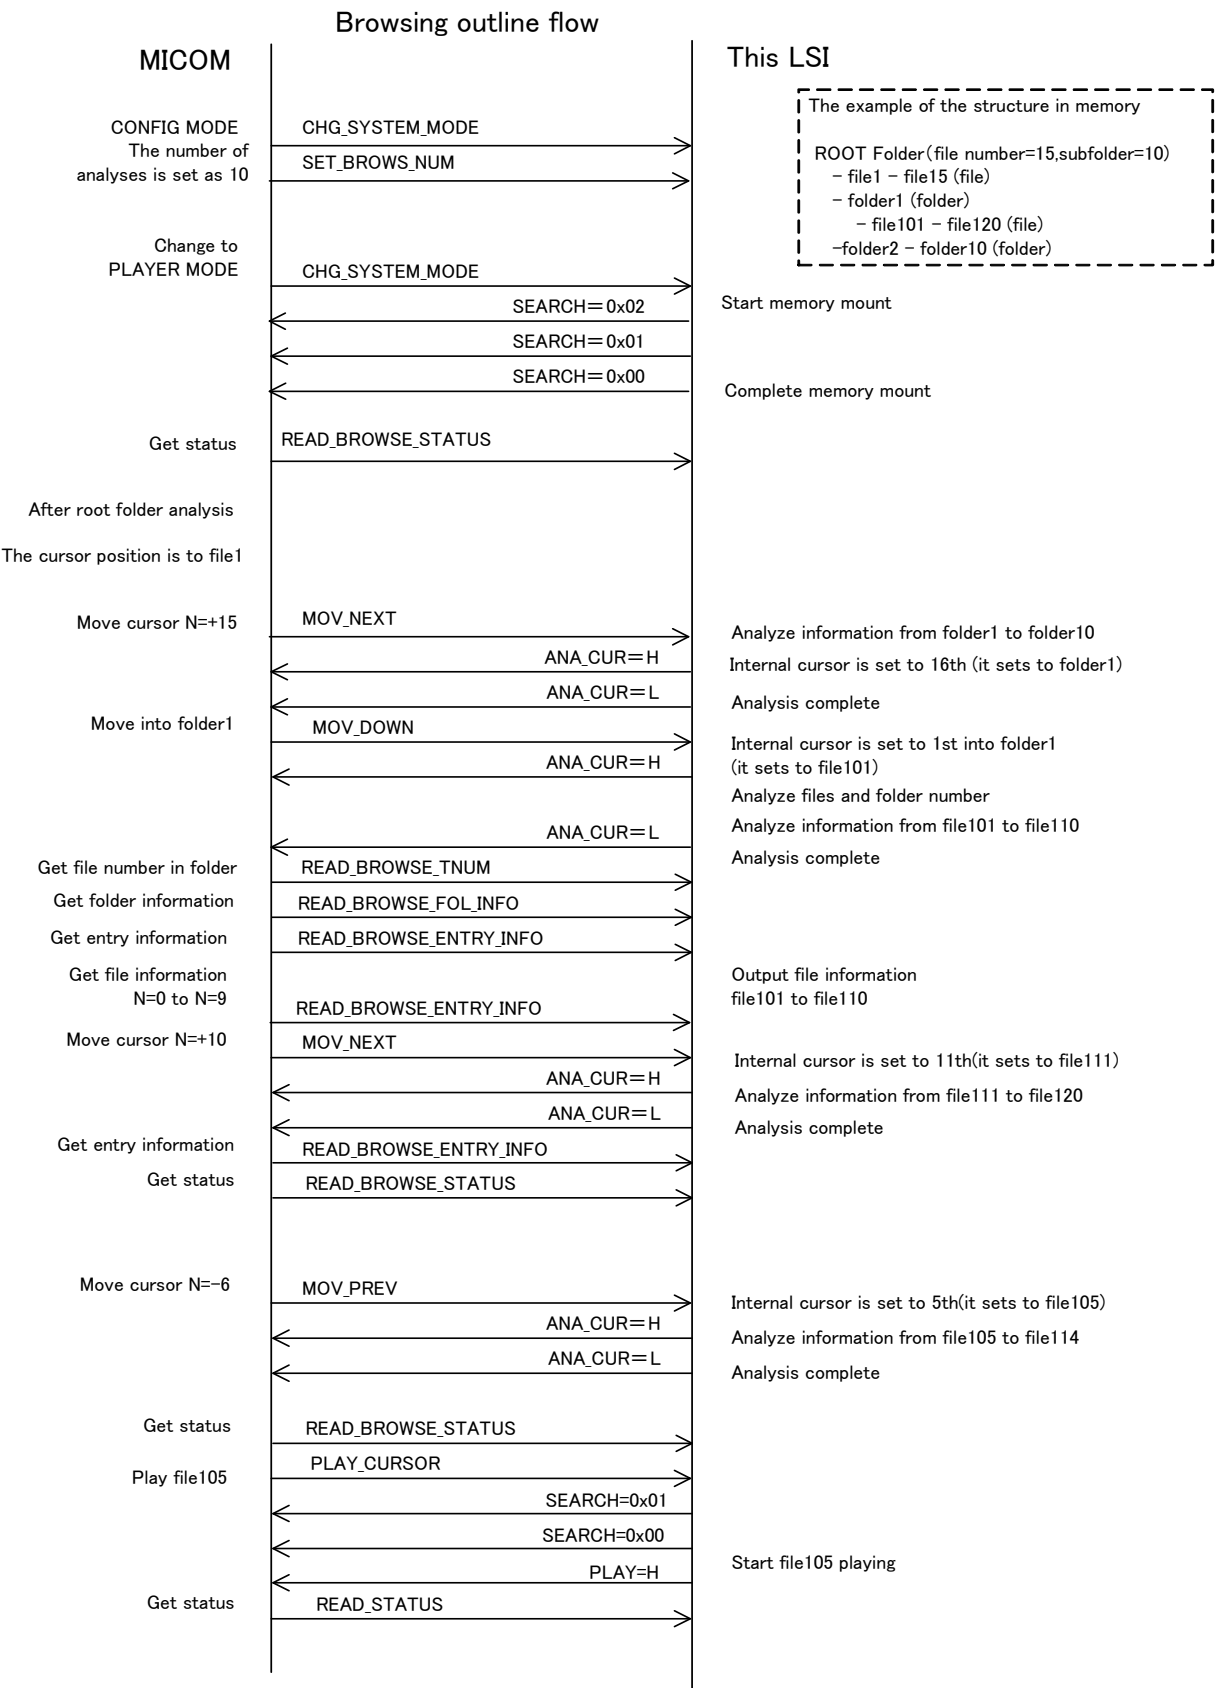 Browsing outline flow
MICOM
This LSI
The example of the structure in memory
ROOT Folder(file number=15,subfolder=10)
- file1 - file15 (file)
- folder1 (folder)
- file101 - file120 (file)
-folder2 - folder10 (folder)
CONFIG MODE
CHG_SYSTEM_MODE
The number of
analyses is set as 10
SET_BROWS_NUM
Change to
PLAYER MODE
CHG_SYSTEM_MODE
SEARCH=0x02
Start memory mount
SEARCH=0x01
SEARCH=0x00
Complete memory mount
Get status
READ_BROWSE_STATUS
After root folder analysis
The cursor position is to file1
Move cursor N=+15
MOV_NEXT
Analyze information from folder1 to folder10
ANA_CUR=H
Internal cursor is set to 16th (it sets to folder1)
ANA_CUR=L
Analysis complete
Move into folder1
MOV_DOWN
Internal cursor is set to 1st into folder1
(it sets to file101)
ANA_CUR=H
Analyze files and folder number
Analyze information from file101 to file110
ANA_CUR=L
Analysis complete
Get file number in folder
READ_BROWSE_TNUM
Get folder information
READ_BROWSE_FOL_INFO
Get entry information
READ_BROWSE_ENTRY_INFO
Get file information
N=0 to N=9
Output file information
file101 to file110
READ_BROWSE_ENTRY_INFO
Move cursor N=+10
MOV_NEXT
Internal cursor is set to 11th(it sets to file111)
ANA_CUR=H
Analyze information from file111 to file120
ANA_CUR=L
Analysis complete
Get entry information
READ_BROWSE_ENTRY_INFO
Get status
READ_BROWSE_STATUS
Move cursor N=-6
MOV_PREV
Internal cursor is set to 5th(it sets to file105)
ANA_CUR=H
Analyze information from file105 to file114
ANA_CUR=L
Analysis complete
Get status
READ_BROWSE_STATUS
Play file105
PLAY_CURSOR
SEARCH=0x01
SEARCH=0x00
Start file105 playing
PLAY=H
Get status
READ_STATUS